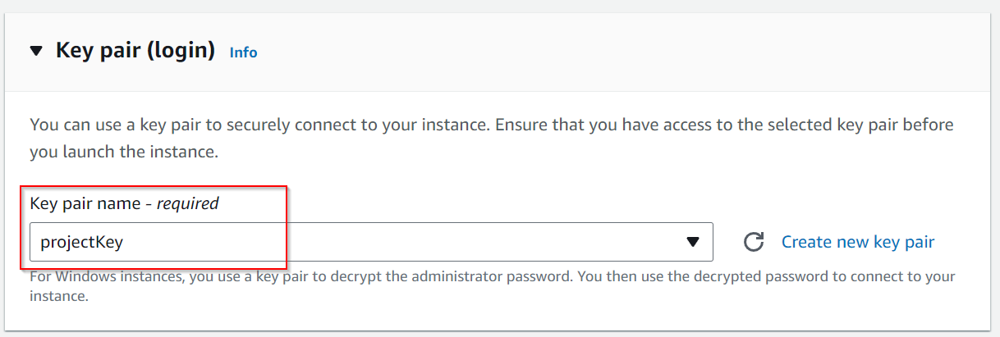 Key pair (login) Info
You can use a key pair to securely connect to your instance. Ensure that you have access to the selected key pair before
you launch the instance.
Key pair name - required
projectKey
Create new key pair
For Windows instances, you use a key pair to decrypt the administrator password. You then use the decrypted password to connect to your
instance.